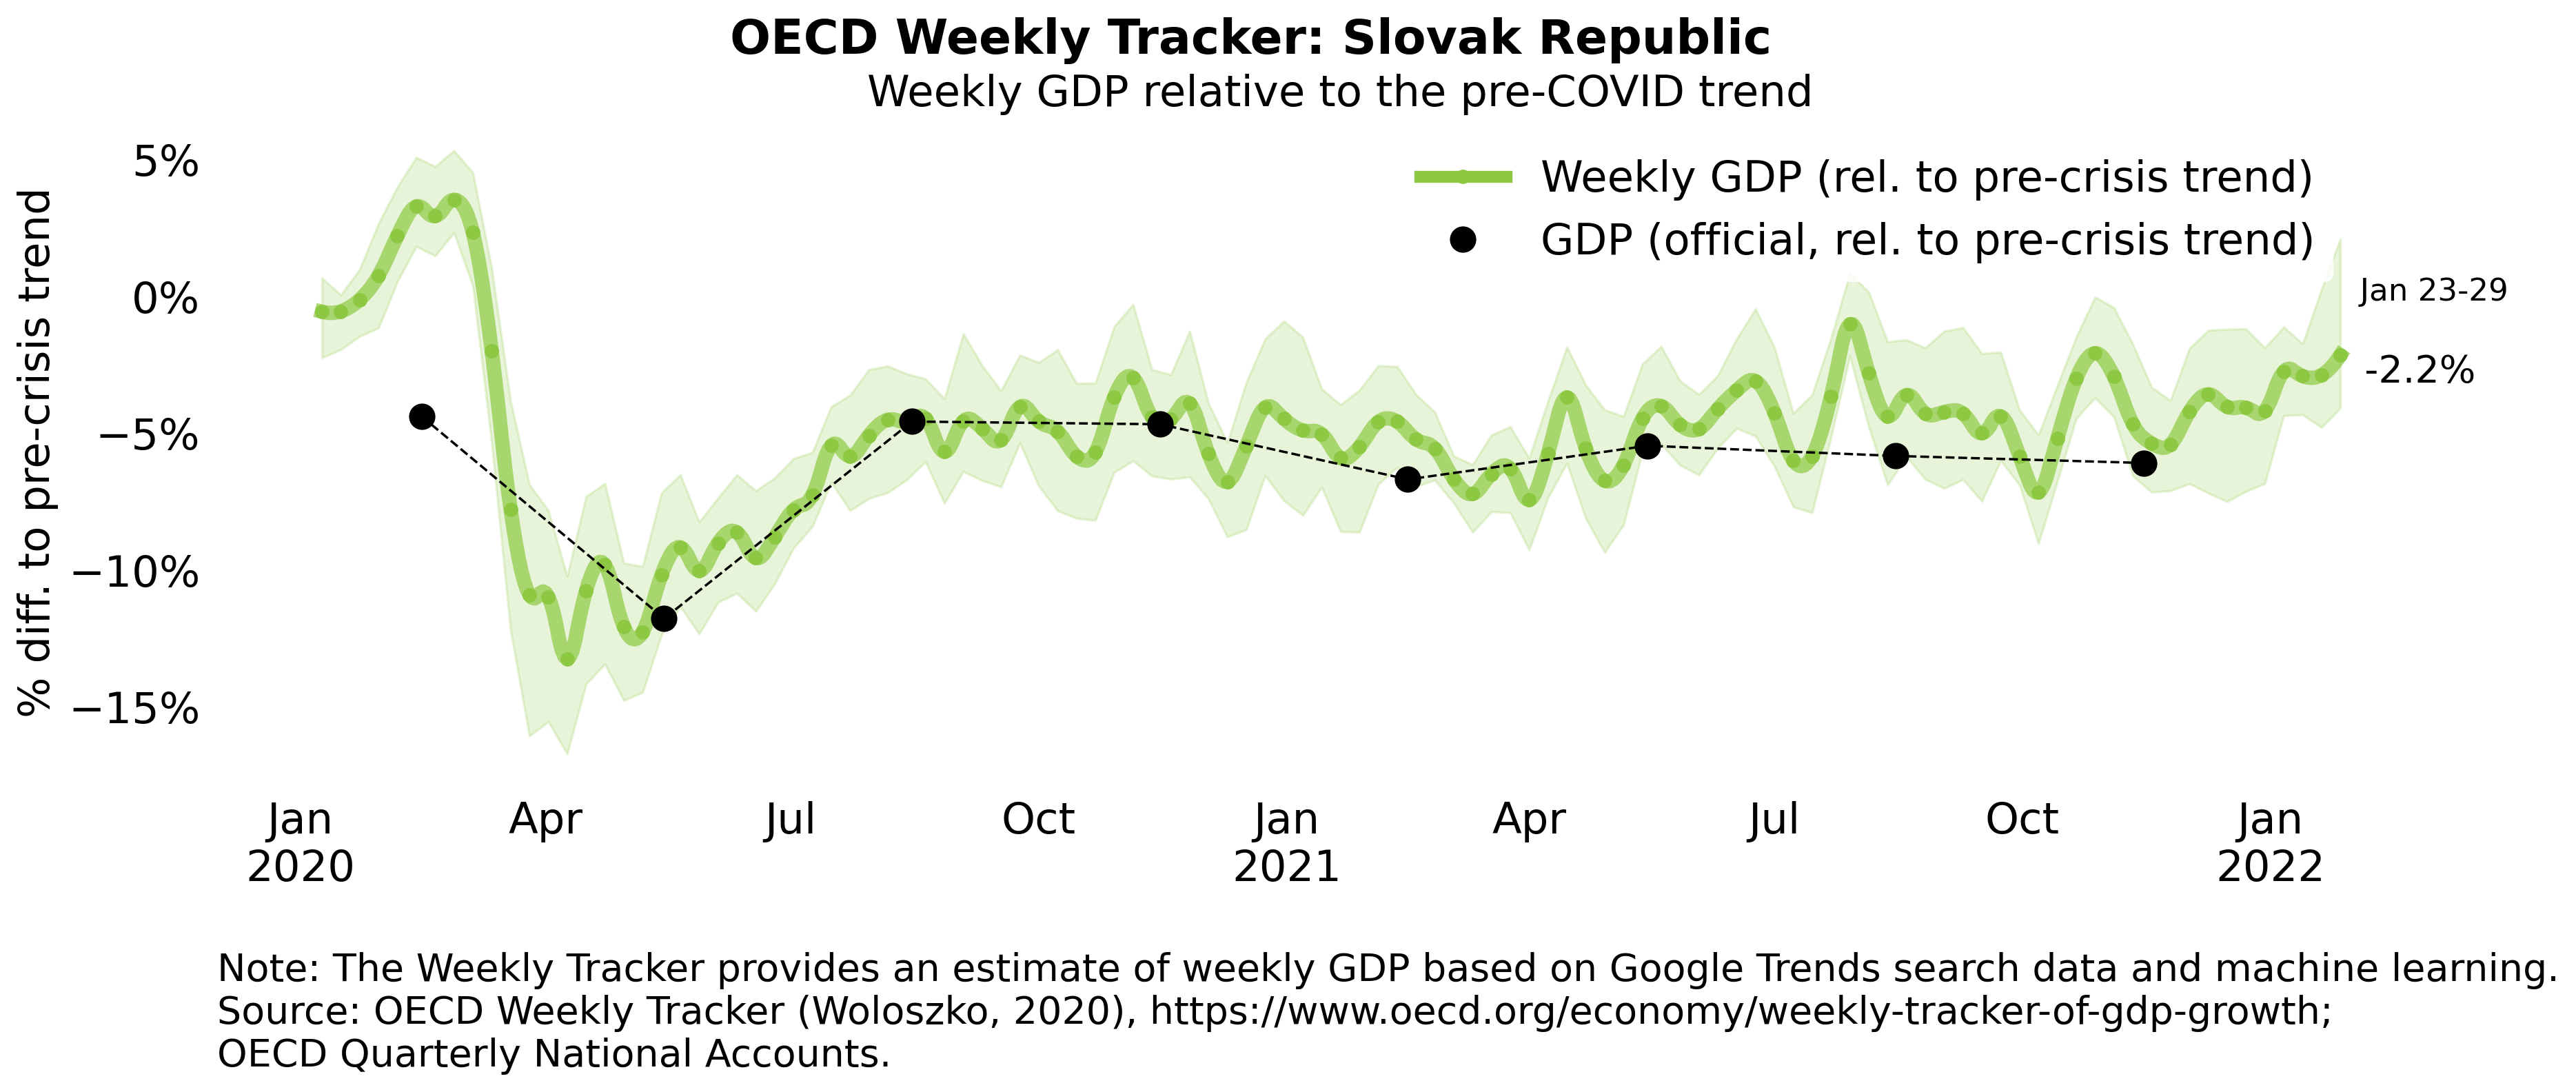 OECD Weekly Tracker: Slovak Republic
Weekly GDP relative to the pre-COVID trend
% diff. to pre-crisis trend
5%
0%
−5%
−10%
−15%
Weekly GDP (rel. to pre-crisis trend)
GDP (official, rel. to pre-crisis trend)
Jan 23-29
-2.2%
Jan Apr Jul Oct Jan Apr Jul Oct Jan
2020 2021 2022
Note: The Weekly Tracker provides an estimate of weekly GDP based on Google Trends search data and machine learning.
Source: OECD Weekly Tracker (Woloszko, 2020), https://www.oecd.org/economy/weekly-tracker-of-gdp-growth;
OECD Quarterly National Accounts.